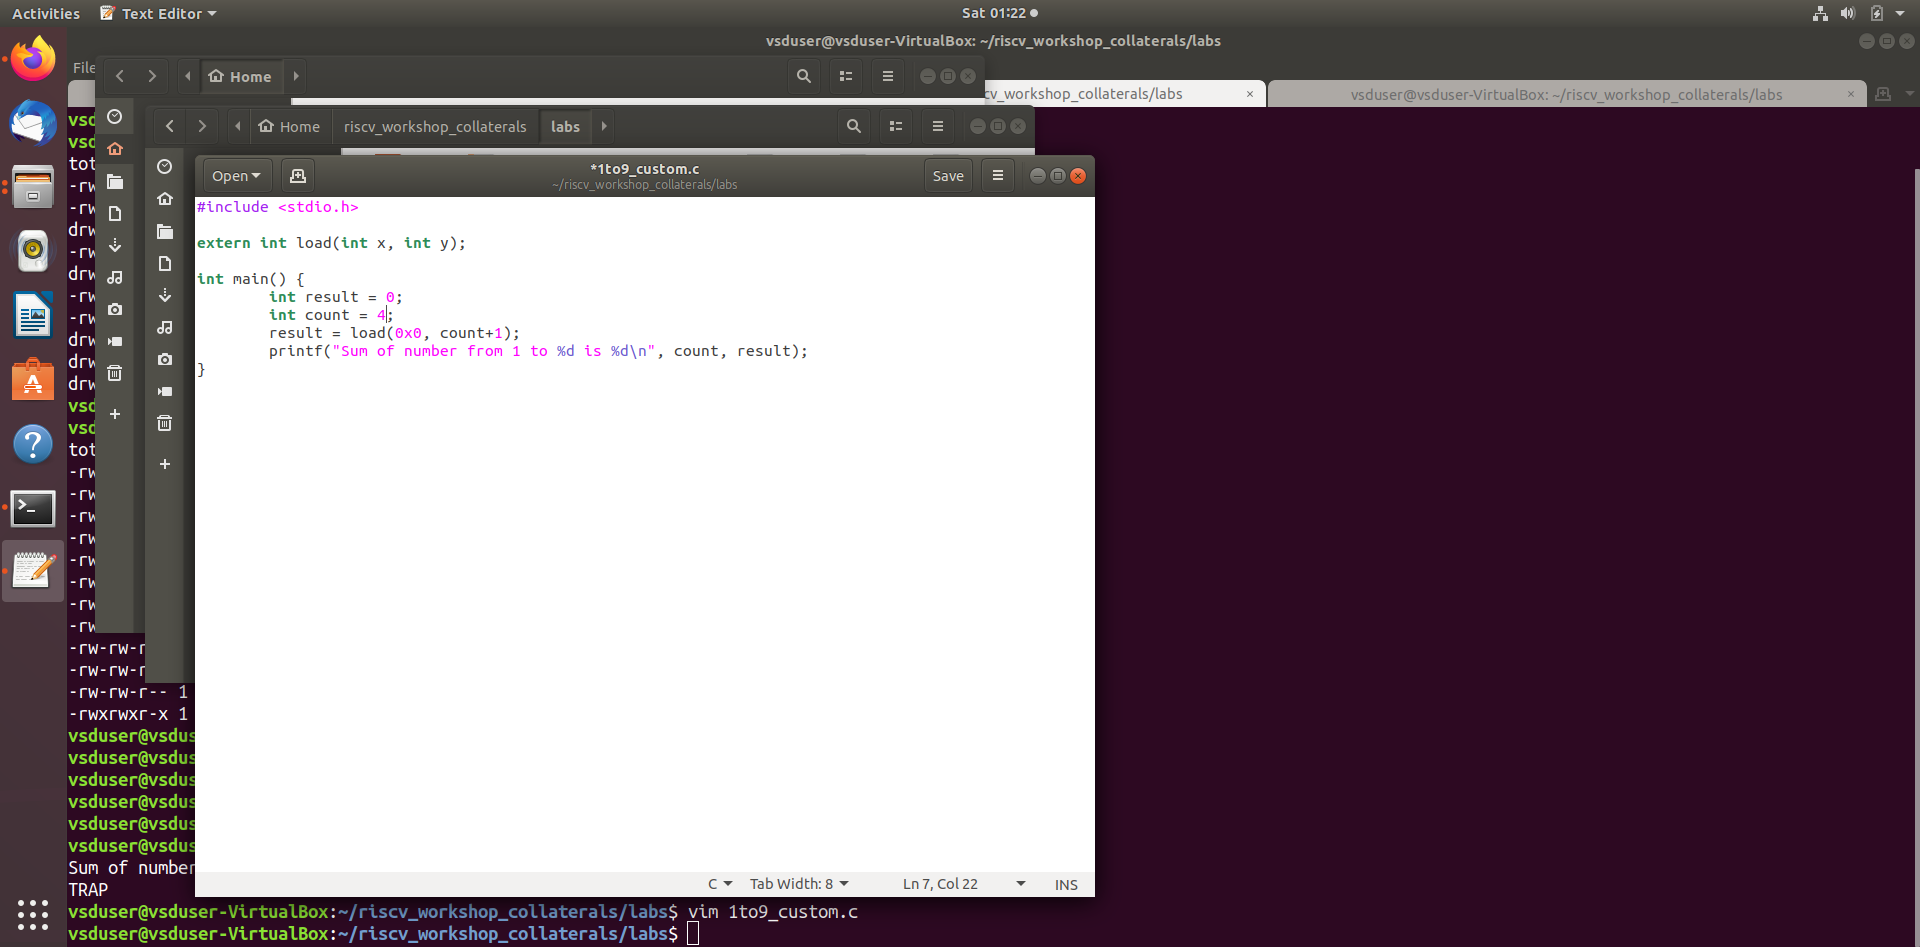 Activities Text Editor Sat 01:22
vsduser@vsduser-VirtualBox: ~/riscv_workshop_collaterals/labs
File
Home
cv_workshop_collaterals/labs × vsduser@vsduser-VirtualBox: ~/riscv_workshop_collaterals/labs ×
Home riscv_workshop_collaterals labs
Open *1to9_custom.c Save
~/riscv_workshop_collaterals/labs
#include <stdio.h>
extern int load(int x, int y);
int main() {
int result = 0;
int count = 4;
result = load(0x0, count+1);
printf("Sum of number from 1 to %d is %d\n", count, result);
}
vsd
vsd
tot
-rw
-rw
drw
-rw
drw
-rw
drw
-rw
drw
drw
vsd
vsd
tot
-rw
-rw
-rw
-rw
-rw
-rw
-rw
-rw
-rw-rw-r
-rw-rw-r
-rw-rw-r-- 1
-rwxrwxr-x 1
vsduser@vsdus
vsduser@vsdus
vsduser@vsdus
vsduser@vsdus
vsduser@vsdus
vsduser@vsdus
Sum of number
TRAP
C Tab Width: 8 Ln 7, Col 22 INS
vsduser@vsduser-VirtualBox:~/riscv_workshop_collaterals/labs$ vim 1to9_custom.c
vsduser@vsduser-VirtualBox:~/riscv_workshop_collaterals/labs$